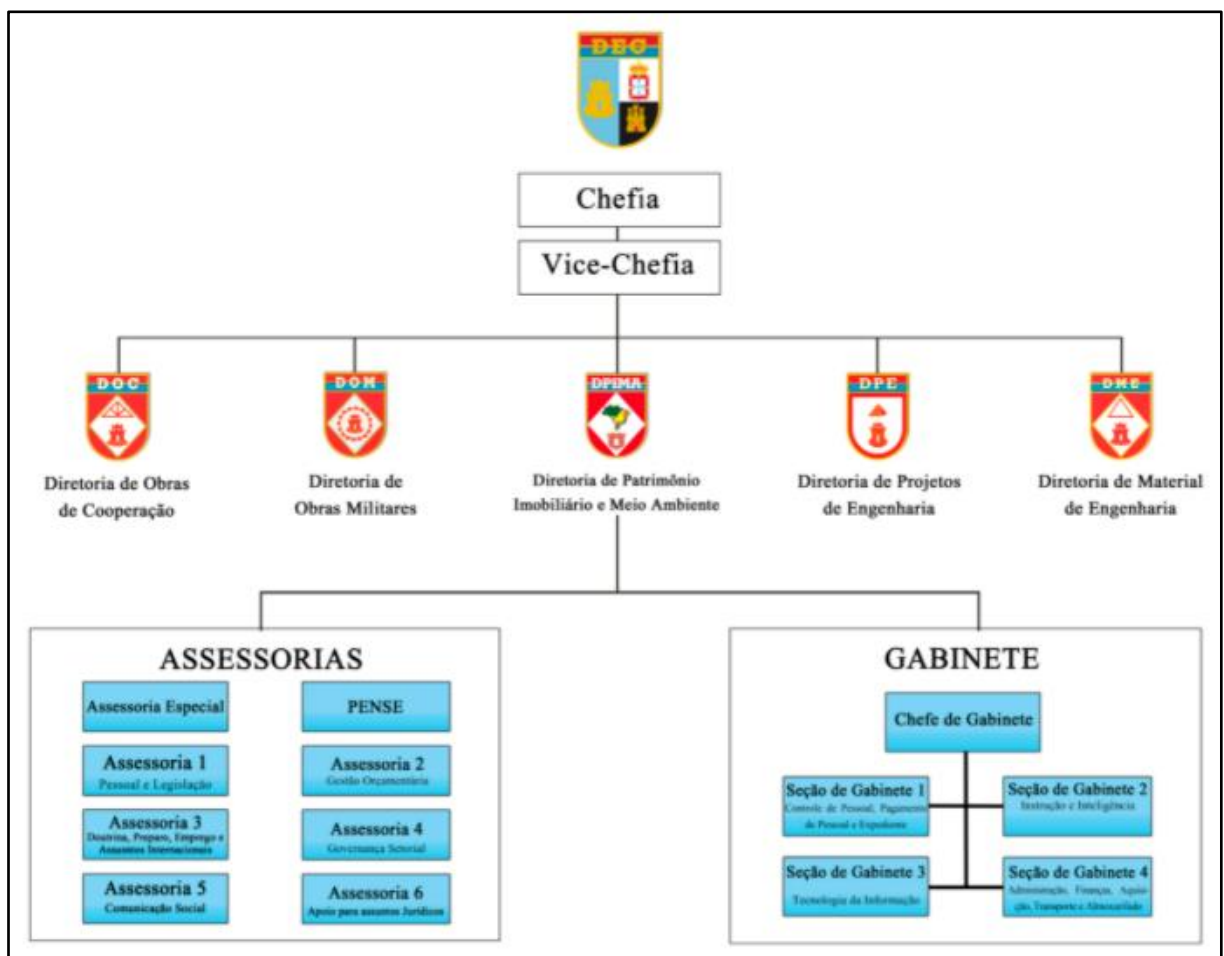 DEC
Chefia
Vice-Chefia
DOC
Diretoria de Obras
de Cooperação
DOM
Diretoria de
Obras Militares
DPIMA
Diretoria de Patrimônio
Imobiliário e Meio Ambiente
DPE
Diretoria de Projetos
de Engenharia
DME
Diretoria de Material
de Engenharia
ASSESSORIAS
Assessoria Especial
PENSE
Assessoria 1
Pessoal e Legislação
Assessoria 2
Gestão Orçamentária
Assessoria 3
Doutrina, Preparo, Emprego e
Assuntos Internacionais
Assessoria 4
Governança Setorial
Assessoria 5
Comunicação Social
Assessoria 6
Apoio para assuntos Jurídicos
GABINETE
Chefe de Gabinete
Seção de Gabinete 1
Controle de Pessoal, Pagamento
de Pessoal e Expediente
Seção de Gabinete 2
Instrução e Inteligência
Seção de Gabinete 3
Tecnologia da Informação
Seção de Gabinete 4
Administração, Finanças, Aquisi-
ção, Transporte e Almoxarifado